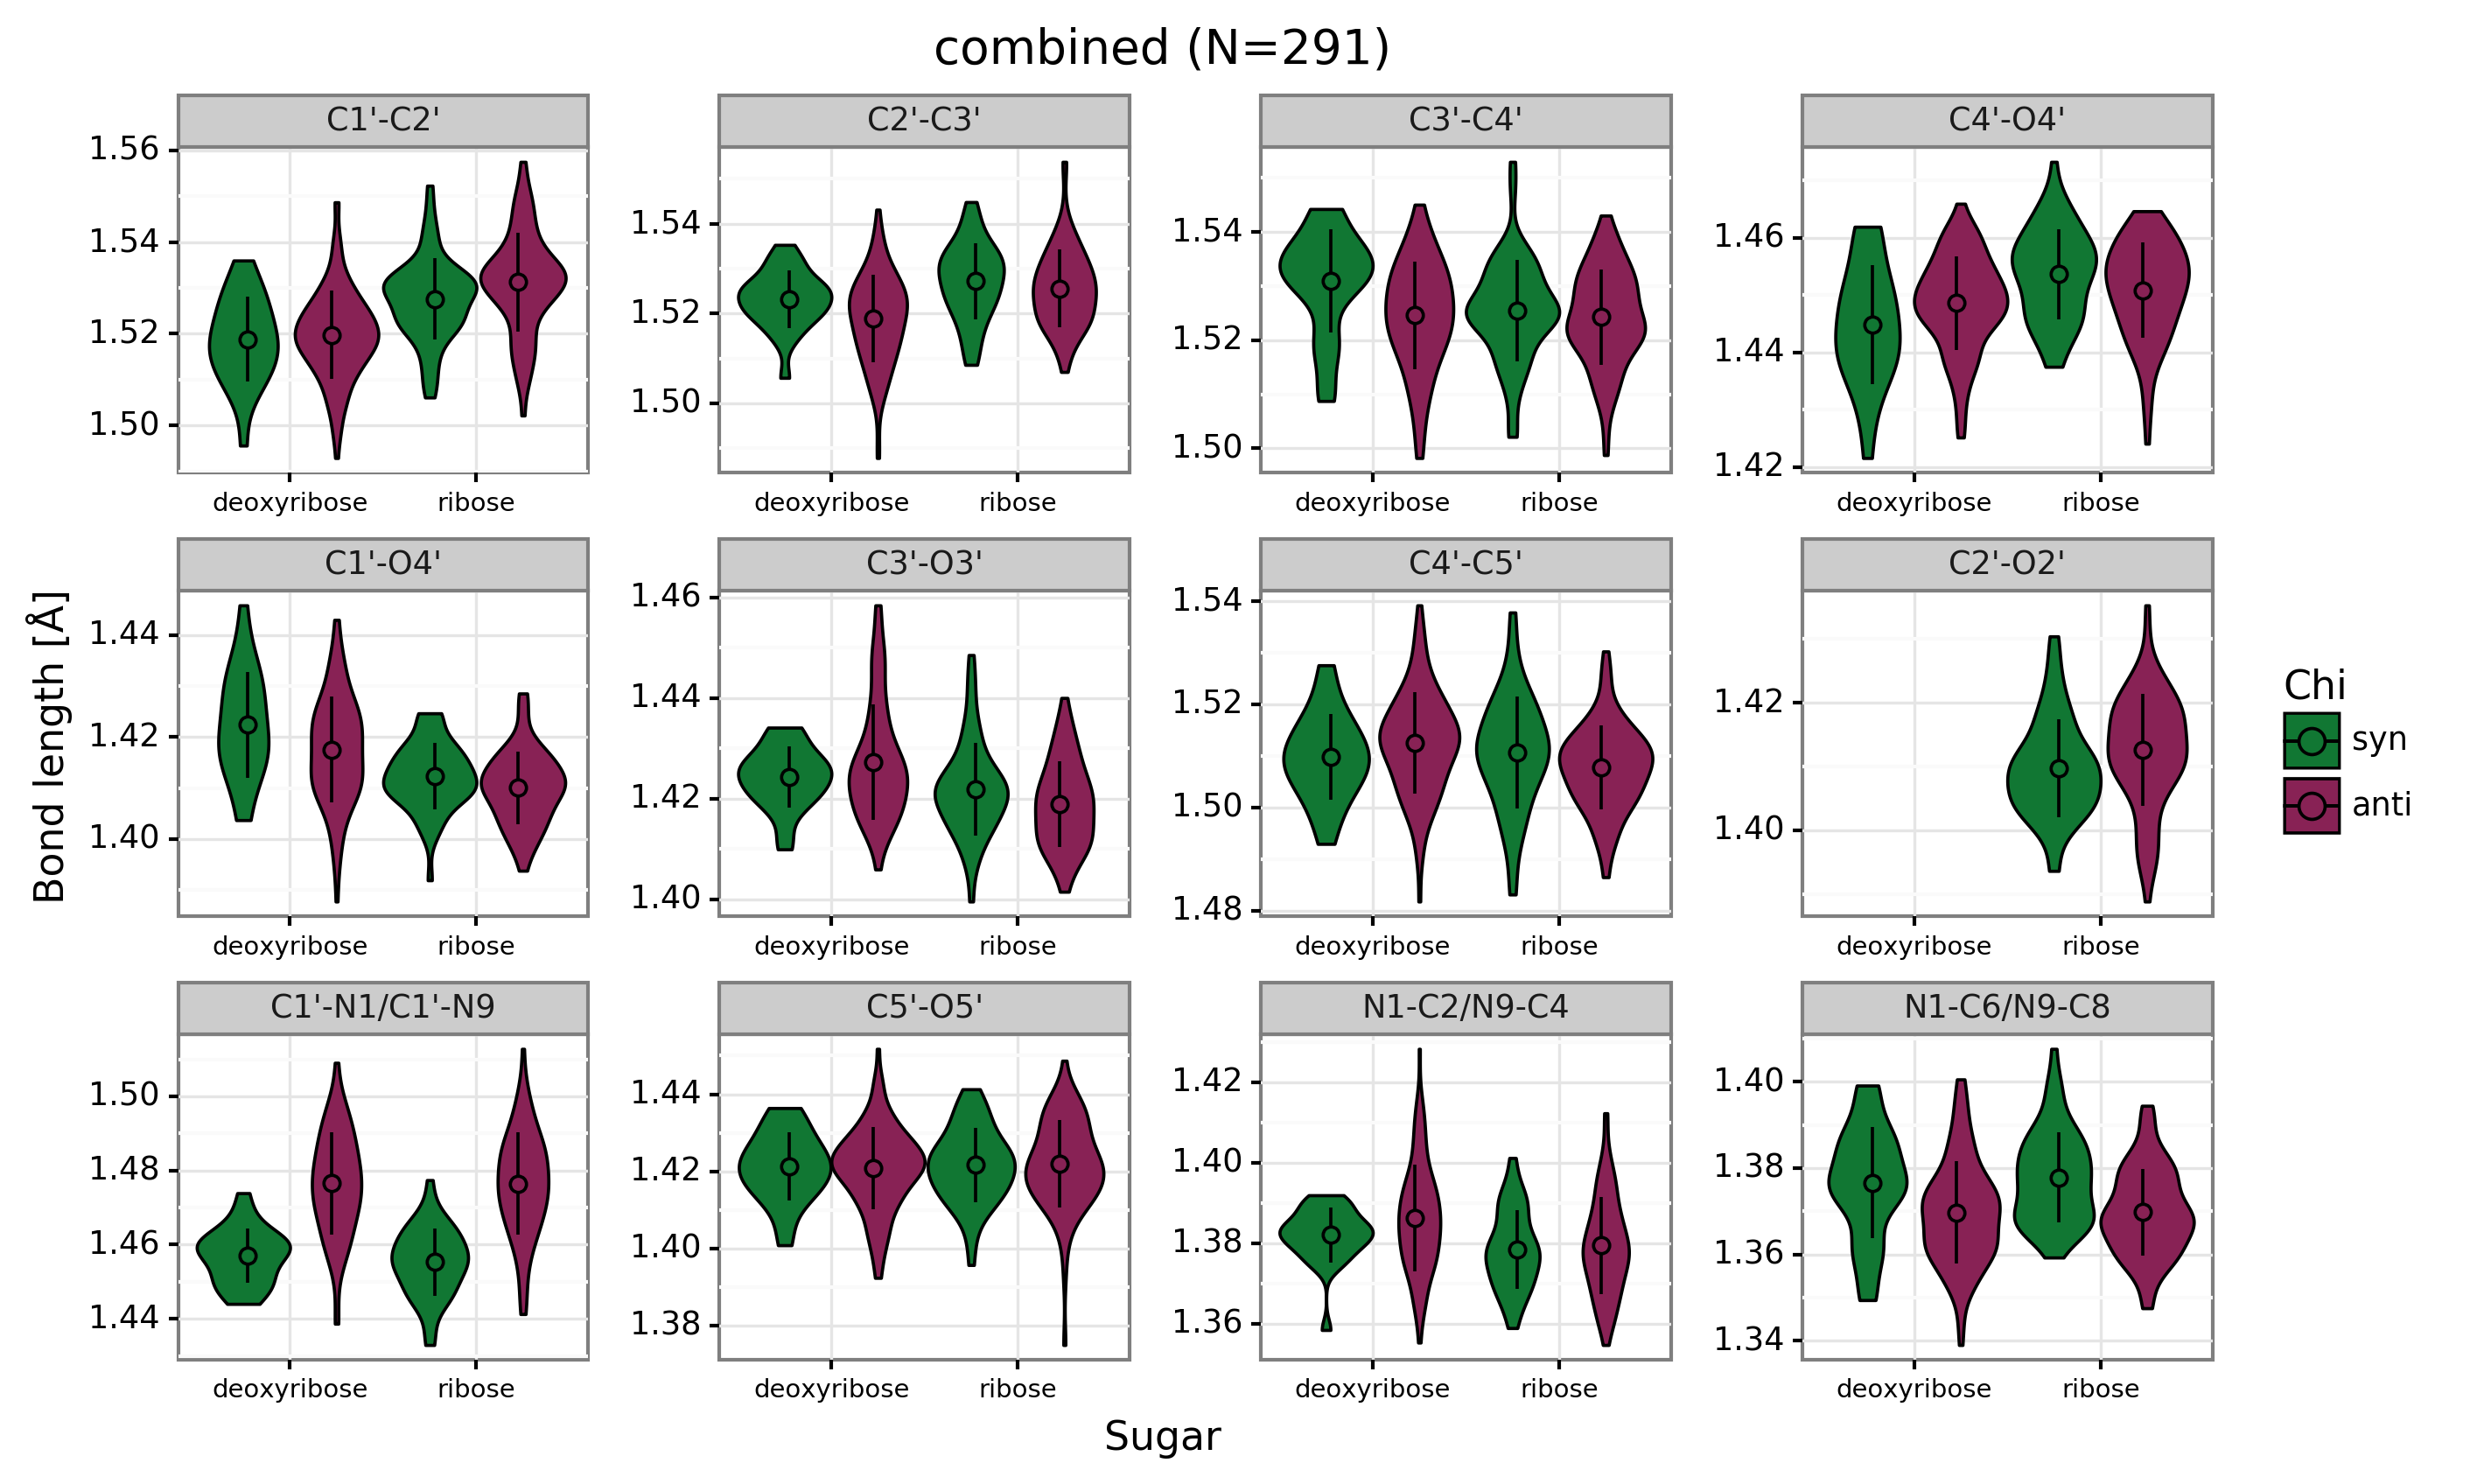 combined (N=291)
C1'-C2'
C2'-C3'
C3'-C4'
C4'-O4'
1.56
1.54
1.52
1.50
1.54
1.52
1.50
1.54
1.52
1.50
1.46
1.44
1.42
deoxyribose ribose
deoxyribose ribose
deoxyribose ribose
deoxyribose ribose
C1'-O4'
C3'-O3'
C4'-C5'
C2'-O2'
1.44
1.42
1.40
1.46
1.44
1.42
1.40
1.54
1.52
1.50
1.48
1.42
1.40
deoxyribose ribose
deoxyribose ribose
deoxyribose ribose
deoxyribose ribose
C1'-N1/C1'-N9
C5'-O5'
N1-C2/N9-C4
N1-C6/N9-C8
1.50
1.48
1.46
1.44
1.44
1.42
1.40
1.38
1.42
1.40
1.38
1.36
1.40
1.38
1.36
1.34
deoxyribose ribose
deoxyribose ribose
deoxyribose ribose
deoxyribose ribose
Bond length [Å]
Sugar
Chi
syn
anti